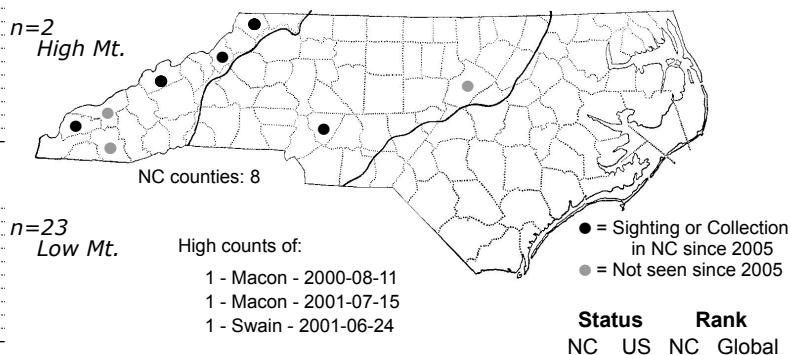 n=2
High Mt.
NC counties: 8
n=23
Low Mt.
High counts of:
1 - Macon - 2000-08-11
1 - Macon - 2001-07-15
1 - Swain - 2001-06-24
● = Sighting or Collection
in NC since 2005
● = Not seen since 2005
Status Rank
NC US NC Global